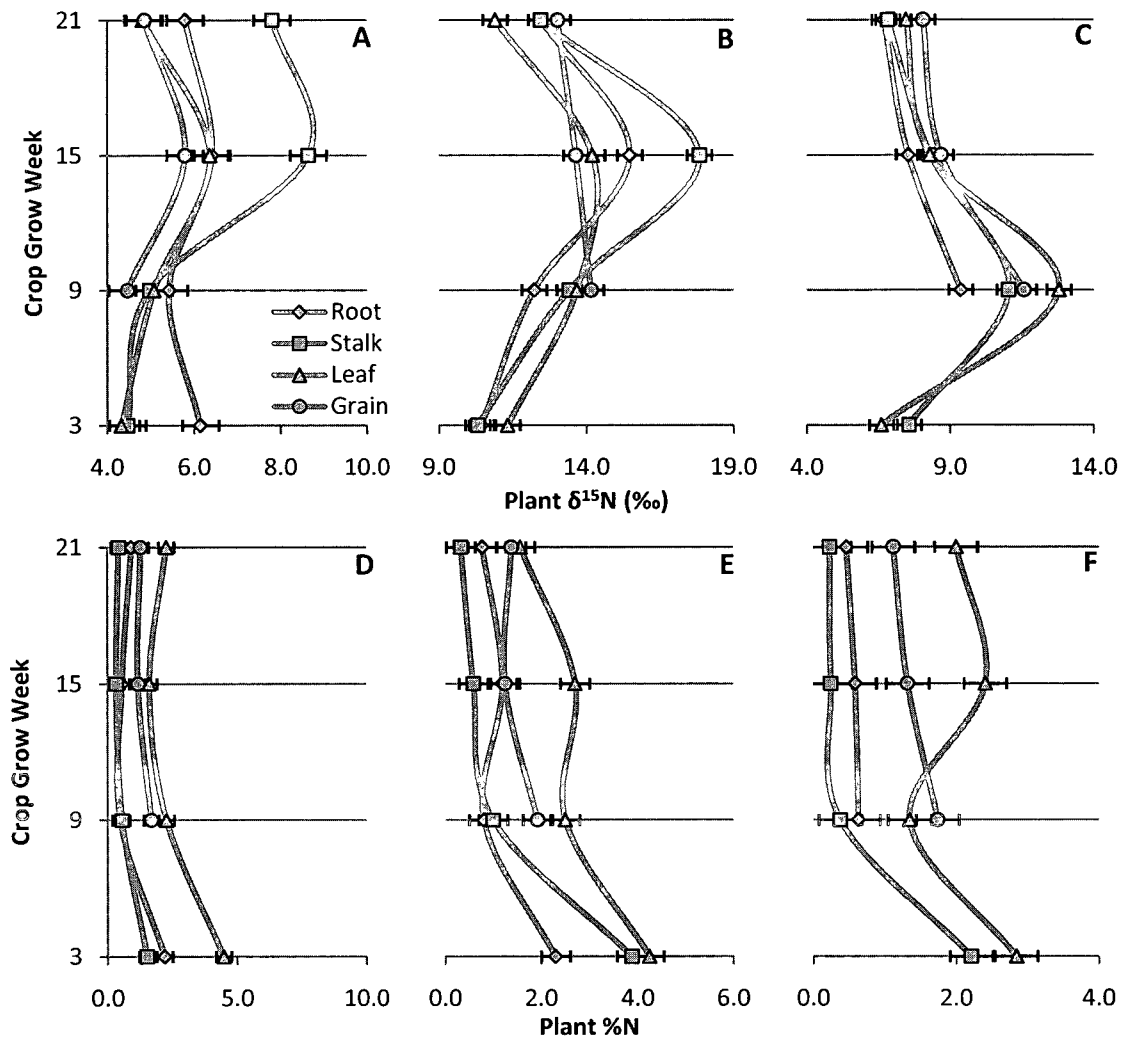 21
A
B
C
15
9
3
Crop Grow Week
Root
Stalk
Leaf
Grain
4.0 6.0 8.0 10.0
9.0 14.0 19.0
4.0 9.0 14.0
Plant δ¹⁵N (‰)
21
D
E
F
15
9
3
Crop Grow Week
0.0 5.0 10.0
0.0 2.0 4.0 6.0
0.0 2.0 4.0
Plant %N